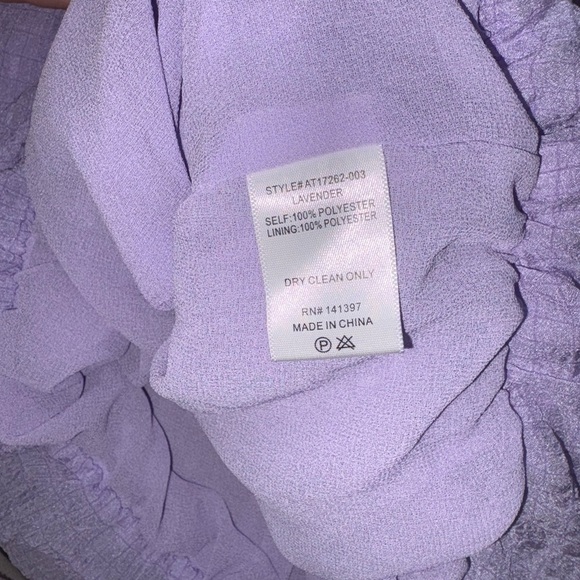 STYLE# AT17262-003
LAVENDER
SELF:100% POLYESTER
LINING:100% POLYESTER
DRY CLEAN ONLY
RN# 141397
MADE IN CHINA
P